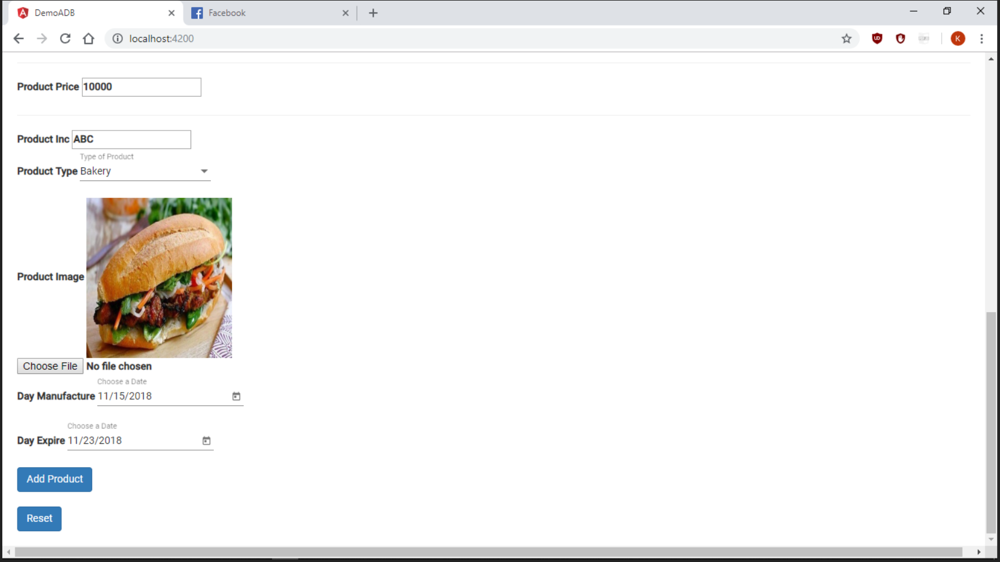 DemoADB
Facebook
localhost:4200
K
Product Price 10000
Product Inc ABC
Type of Product
Product Type Bakery
Product Image
Choose File No file chosen
Choose a Date
Day Manufacture 11/15/2018
Choose a Date
Day Expire 11/23/2018
Add Product
Reset